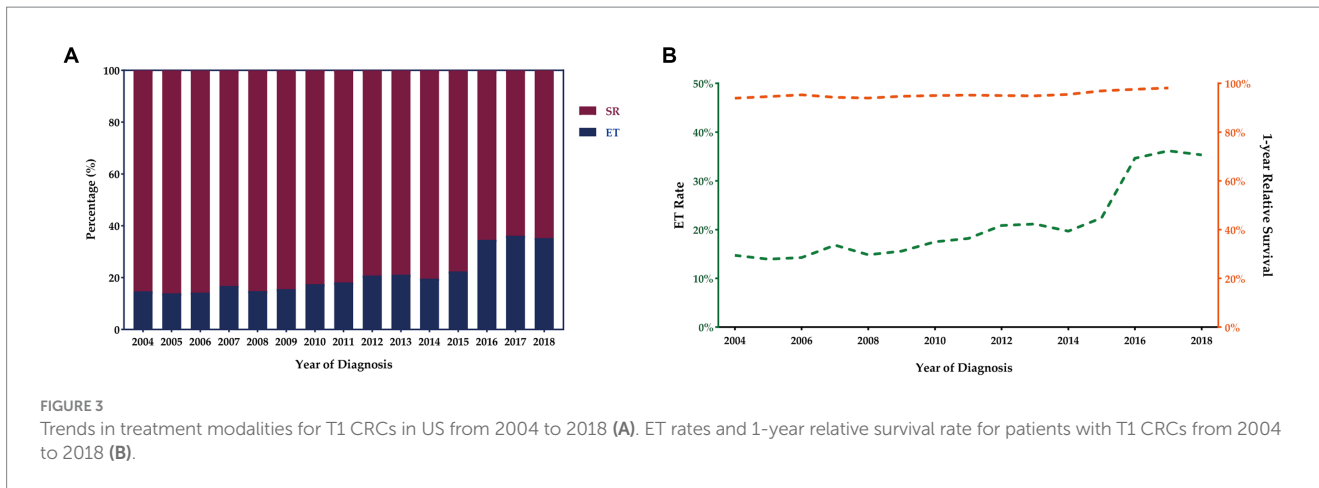 A
100
80
60
40
20
0
Percentage (%)
2004 2005 2006 2007 2008 2009 2010 2011 2012 2013 2014 2015 2016 2017 2018
Year of Diagnosis
SR
ET
B
50%
40%
30%
20%
10%
0%
ET Rate
100%
80%
60%
40%
20%
0%
1-year Relative Survival
2004 2006 2008 2010 2012 2014 2016 2018
Year of Diagnosis
FIGURE 3
Trends in treatment modalities for T1 CRCs in US from 2004 to 2018 (A). ET rates and 1-year relative survival rate for patients with T1 CRCs from 2004
to 2018 (B).